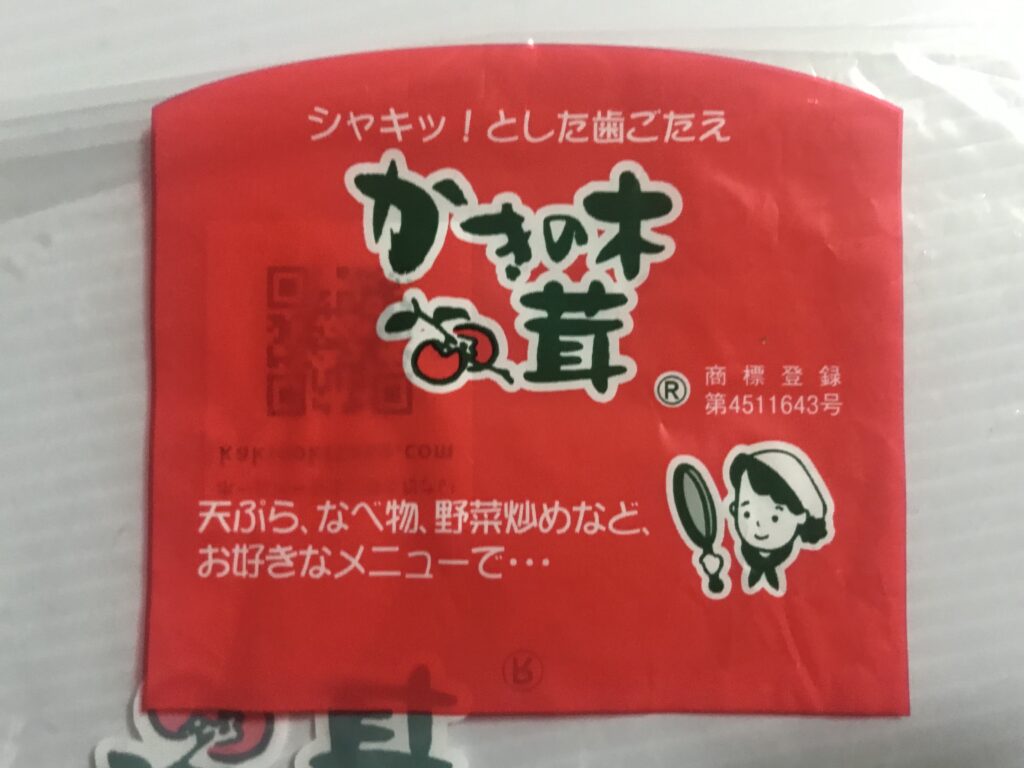 シャキッ！とした歯ごたえ
かきの木
茸
® 商標登録
第4511643号
天ぷら、なべ物、野菜炒めなど、
お好きなメニューで・・・
®
茸